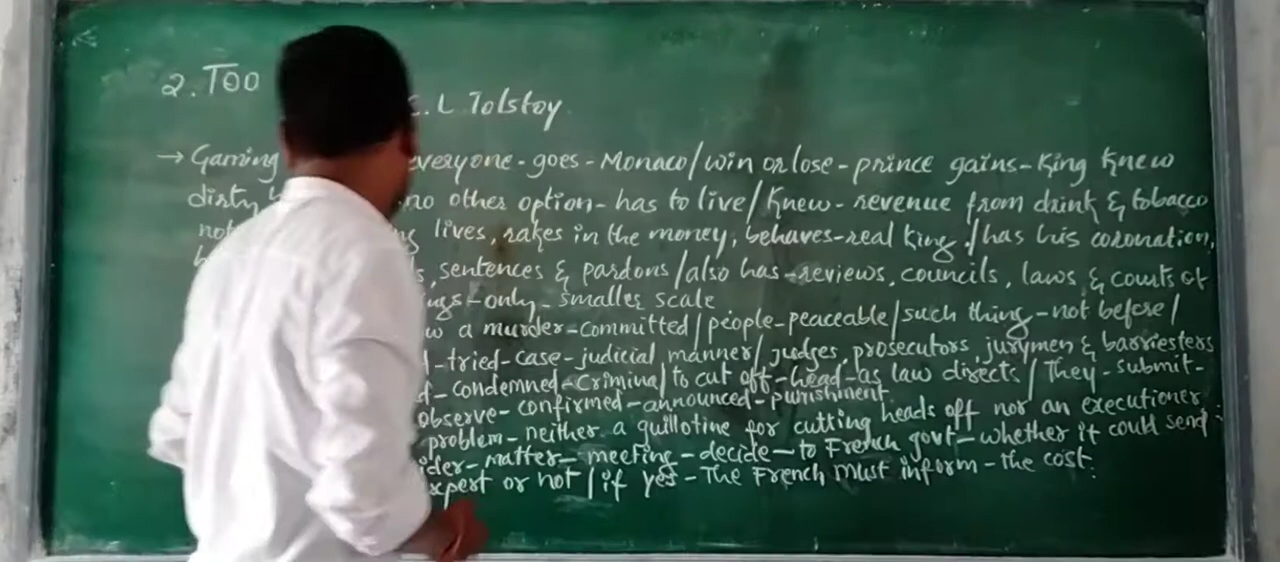 2. Too
L Tolstoy.
→ Gaming everyone - goes - Monaco/win or lose - prince gains - King knew
dirty no other option - has to live/knew - revenue from drink & tobacco
not lives, rakes in the money, behaves - real King./has his coronation,
sentences & pardons/also has - reviews, councils, laws, & courts of
only - smaller scale
a murder - committed/people - peaceable/such thing - not before/
tried - case - judicial manner/judges, prosecutors, jurymen & barriesters
condemned - criminal to cut off - head - as law directs/They - submit -
observe - confirmed - announced - punishment.
problem - neither a quillotine for cutting heads off nor an executioner
matter - meeting - decide - to French govt - whether it could send
or not/if yes - The French must inform - the cost.